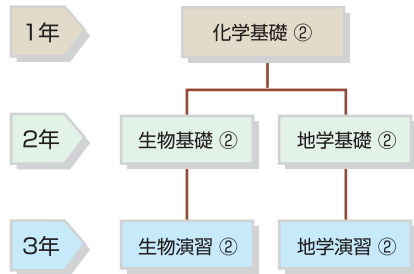 1年
化学基礎 ②
2年
生物基礎 ②
地学基礎 ②
3年
生物演習 ②
地学演習 ②